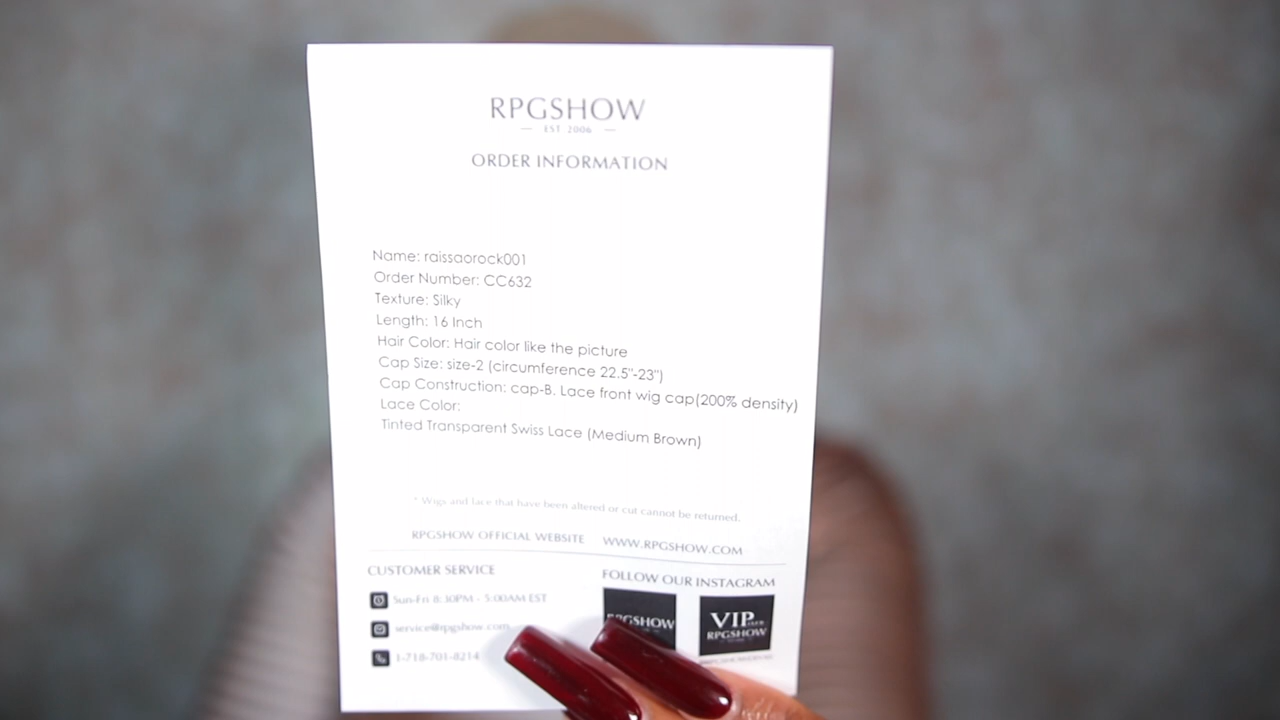 RPGSHOW
EST 2006
ORDER INFORMATION
Name: raissaorock001
Order Number: CC632
Texture: Silky
Length: 16 Inch
Hair Color: Hair color like the picture
Cap Size: size-2 (circumference 22.5"-23")
Cap Construction: cap-B. Lace front wig cap(200% density)
Lace Color:
Tinted Transparent Swiss Lace (Medium Brown)
* Wigs and lace that have been altered or cut cannot be returned.
RPGSHOW OFFICIAL WEBSITE WWW.RPGSHOW.COM
CUSTOMER SERVICE
Sun-Fri 8:30PM - 5:00AM EST
service@rpgshow.com
1-718-701-8214
FOLLOW OUR INSTAGRAM
RPGSHOW
VIP
RPGSHOW